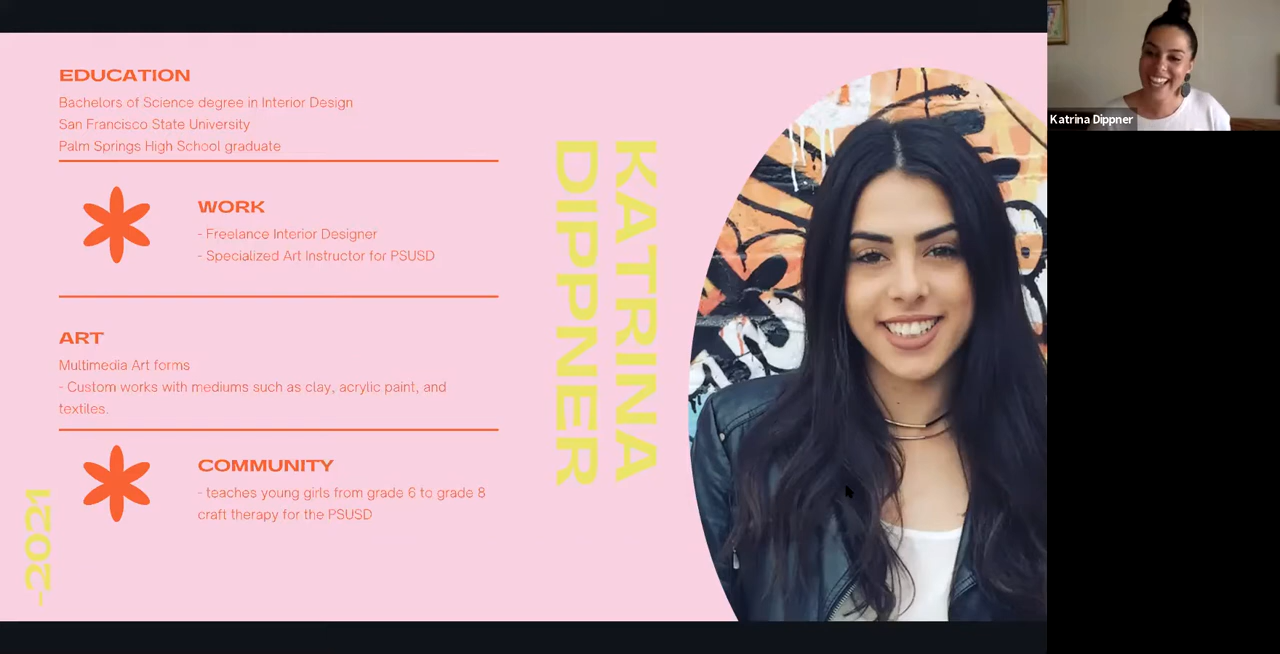 EDUCATION
Bachelors of Science degree in Interior Design
San Francisco State University
Palm Springs High School graduate
WORK
- Freelance Interior Designer
- Specialized Art Instructor for PSUSD
ART
Multimedia Art forms
- Custom works with mediums such as clay, acrylic paint, and
textiles.
COMMUNITY
- teaches young girls from grade 6 to grade 8
craft therapy for the PSUSD
-2021
KATRINA
DIPPNER
Katrina Dippner